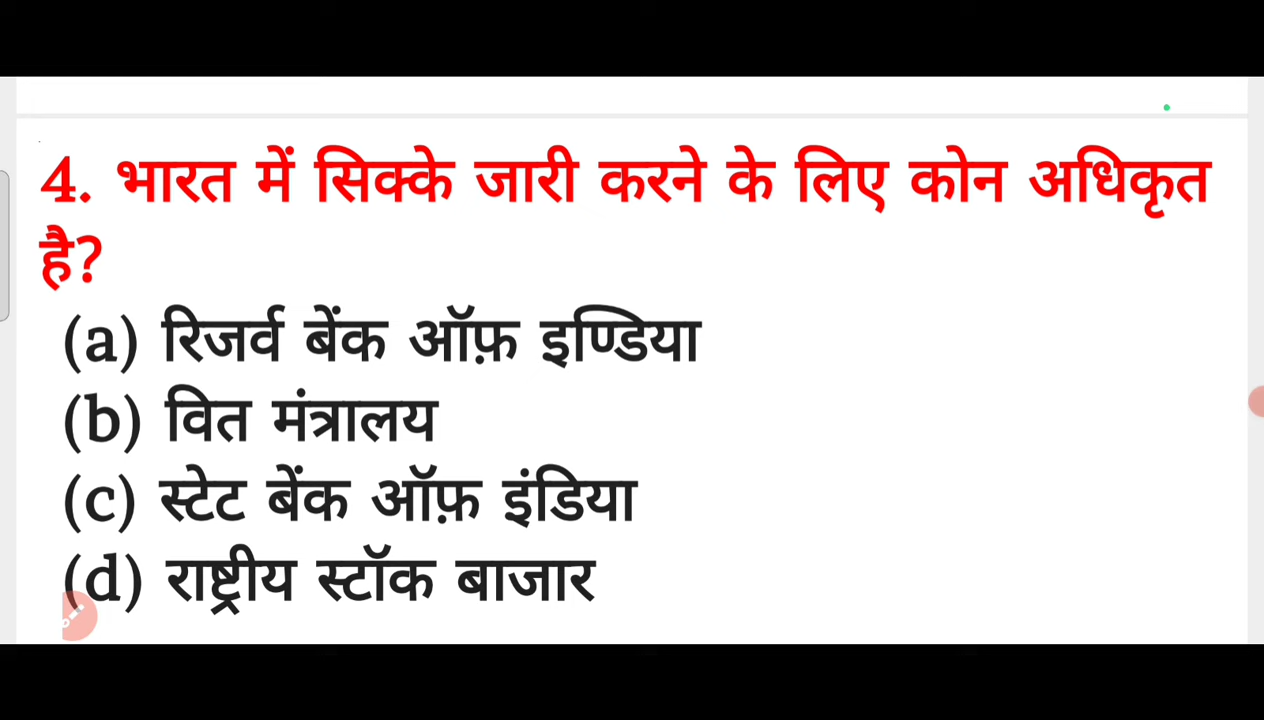 4. भारत में सिक्के जारी करने के लिए कोन अधिकृत
है?
(a) रिजर्व बेंक ऑफ़ इण्डिया
(b) वित मंत्रालय
(c) स्टेट बेंक ऑफ़ इंडिया
(d) राष्ट्रीय स्टॉक बाजार